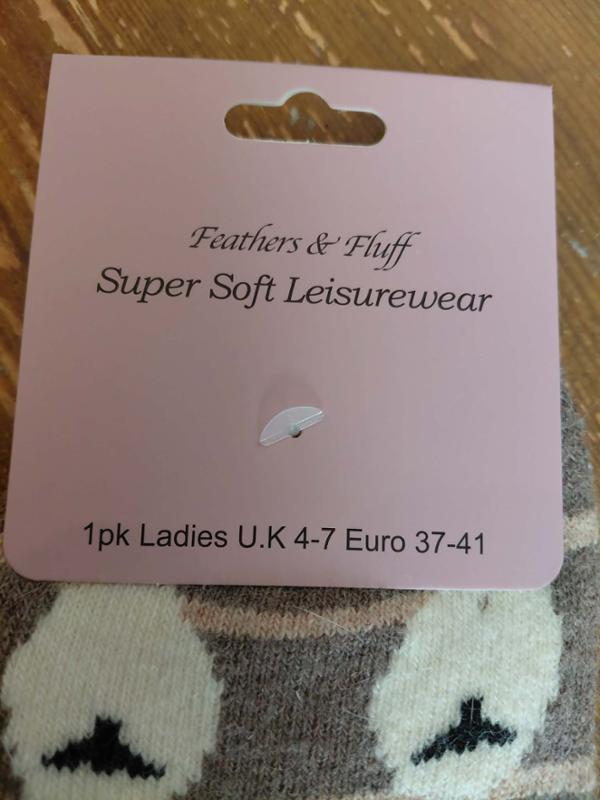 Feathers & Fluff
Super Soft Leisurewear
1pk Ladies U.K 4-7 Euro 37-41